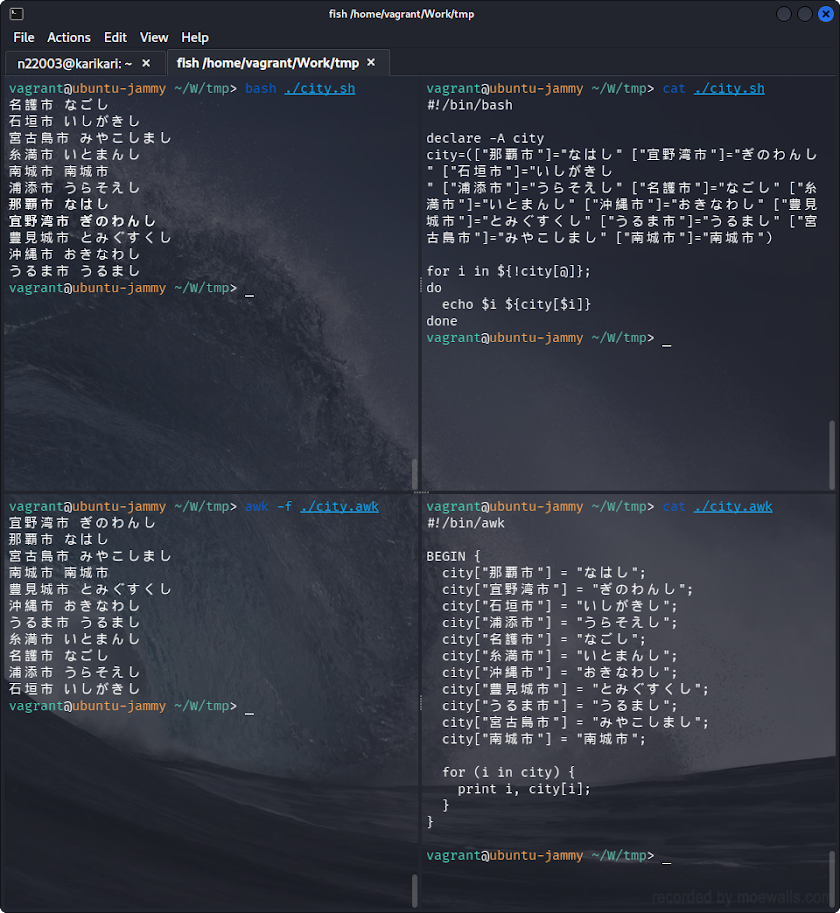 fish /home/vagrant/Work/tmp
File Actions Edit View Help
n22003@karikari: ~ ×
fish /home/vagrant/Work/tmp ×
vagrant@ubuntu-jammy ~/W/tmp> bash ./city.sh
名護市 なごし
石垣市 いしがきし
宮古島市 みやこしまし
糸満市 いとまんし
南城市 南城市
浦添市 うらそえし
那覇市 なはし
宜野湾市 ぎのわんし
豊見城市 とみぐすくし
沖縄市 おきなわし
うるま市 うるまし
vagrant@ubuntu-jammy ~/W/tmp> _
vagrant@ubuntu-jammy ~/W/tmp> cat ./city.sh
#!/bin/bash
declare -A city
city=(["那覇市"]="なはし" ["宜野湾市"]="ぎのわんし
" ["石垣市"]="いしがきし
" ["浦添市"]="うらそえし" ["名護市"]="なごし" ["糸
満市"]="いとまんし" ["沖縄市"]="おきなわし" ["豊見
城市"]="とみぐすくし" ["うるま市"]="うるまし" ["宮
古島市"]="みやこしまし" ["南城市"]="南城市")
for i in ${!city[@]};
do
echo $i ${city[$i]}
done
vagrant@ubuntu-jammy ~/W/tmp> _
vagrant@ubuntu-jammy ~/W/tmp> awk -f ./city.awk
宜野湾市 ぎのわんし
那覇市 なはし
宮古島市 みやこしまし
南城市 南城市
豊見城市 とみぐすくし
沖縄市 おきなわし
うるま市 うるまし
糸満市 いとまんし
名護市 なごし
浦添市 うらそえし
石垣市 いしがきし
vagrant@ubuntu-jammy ~/W/tmp> _
vagrant@ubuntu-jammy ~/W/tmp> cat ./city.awk
#!/bin/awk
BEGIN {
city["那覇市"] = "なはし";
city["宜野湾市"] = "ぎのわんし";
city["石垣市"] = "いしがきし";
city["浦添市"] = "うらそえし";
city["名護市"] = "なごし";
city["糸満市"] = "いとまんし";
city["沖縄市"] = "おきなわし";
city["豊見城市"] = "とみぐすくし";
city["うるま市"] = "うるまし";
city["宮古島市"] = "みやこしまし";
city["南城市"] = "南城市";
for (i in city) {
print i, city[i];
}
}
vagrant@ubuntu-jammy ~/W/tmp> _
recorded by moewalls.com